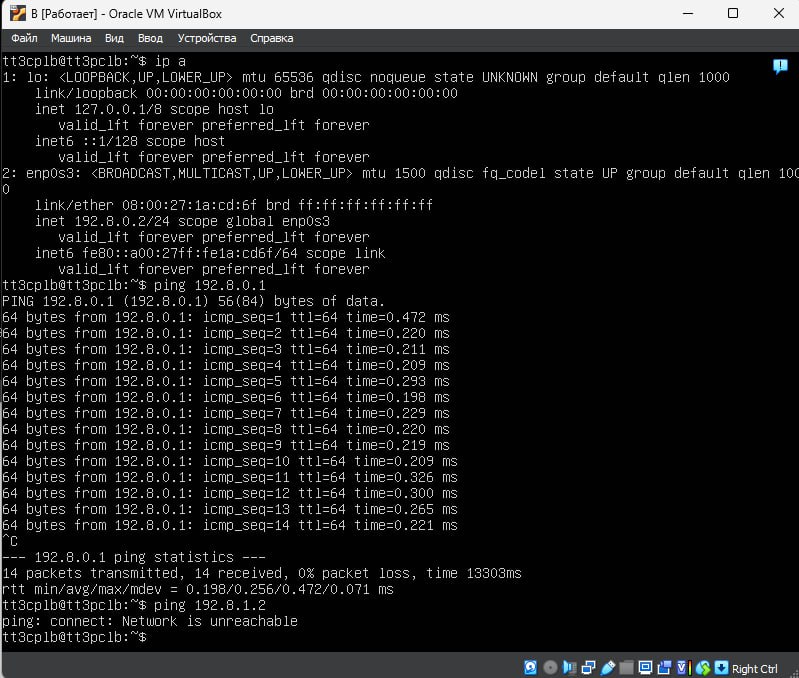 B [Работает] - Oracle VM VirtualBox
Файл Машина Вид Ввод Устройства Справка
tt3cplb@tt3pclb:~$ ip a
1: lo: <LOOPBACK,UP,LOWER_UP> mtu 65536 qdisc noqueue state UNKNOWN group default qlen 1000
    link/loopback 00:00:00:00:00:00 brd 00:00:00:00:00:00
    inet 127.0.0.1/8 scope host lo
       valid_lft forever preferred_lft forever
    inet6 ::1/128 scope host
       valid_lft forever preferred_lft forever
2: enp0s3: <BROADCAST,MULTICAST,UP,LOWER_UP> mtu 1500 qdisc fq_codel state UP group default qlen 100
0
    link/ether 08:00:27:1a:cd:6f brd ff:ff:ff:ff:ff:ff
    inet 192.8.0.2/24 scope global enp0s3
       valid_lft forever preferred_lft forever
    inet6 fe80::a00:27ff:fe1a:cd6f/64 scope link
       valid_lft forever preferred_lft forever
tt3cplb@tt3pclb:~$ ping 192.8.0.1
PING 192.8.0.1 (192.8.0.1) 56(84) bytes of data.
64 bytes from 192.8.0.1: icmp_seq=1 ttl=64 time=0.472 ms
64 bytes from 192.8.0.1: icmp_seq=2 ttl=64 time=0.220 ms
64 bytes from 192.8.0.1: icmp_seq=3 ttl=64 time=0.211 ms
64 bytes from 192.8.0.1: icmp_seq=4 ttl=64 time=0.209 ms
64 bytes from 192.8.0.1: icmp_seq=5 ttl=64 time=0.293 ms
64 bytes from 192.8.0.1: icmp_seq=6 ttl=64 time=0.198 ms
64 bytes from 192.8.0.1: icmp_seq=7 ttl=64 time=0.229 ms
64 bytes from 192.8.0.1: icmp_seq=8 ttl=64 time=0.220 ms
64 bytes from 192.8.0.1: icmp_seq=9 ttl=64 time=0.219 ms
64 bytes from 192.8.0.1: icmp_seq=10 ttl=64 time=0.209 ms
64 bytes from 192.8.0.1: icmp_seq=11 ttl=64 time=0.326 ms
64 bytes from 192.8.0.1: icmp_seq=12 ttl=64 time=0.300 ms
64 bytes from 192.8.0.1: icmp_seq=13 ttl=64 time=0.265 ms
64 bytes from 192.8.0.1: icmp_seq=14 ttl=64 time=0.221 ms
^C
--- 192.8.0.1 ping statistics ---
14 packets transmitted, 14 received, 0% packet loss, time 13303ms
rtt min/avg/max/mdev = 0.198/0.256/0.472/0.071 ms
tt3cplb@tt3pclb:~$ ping 192.8.1.2
ping: connect: Network is unreachable
tt3cplb@tt3pclb:~$
Right Ctrl